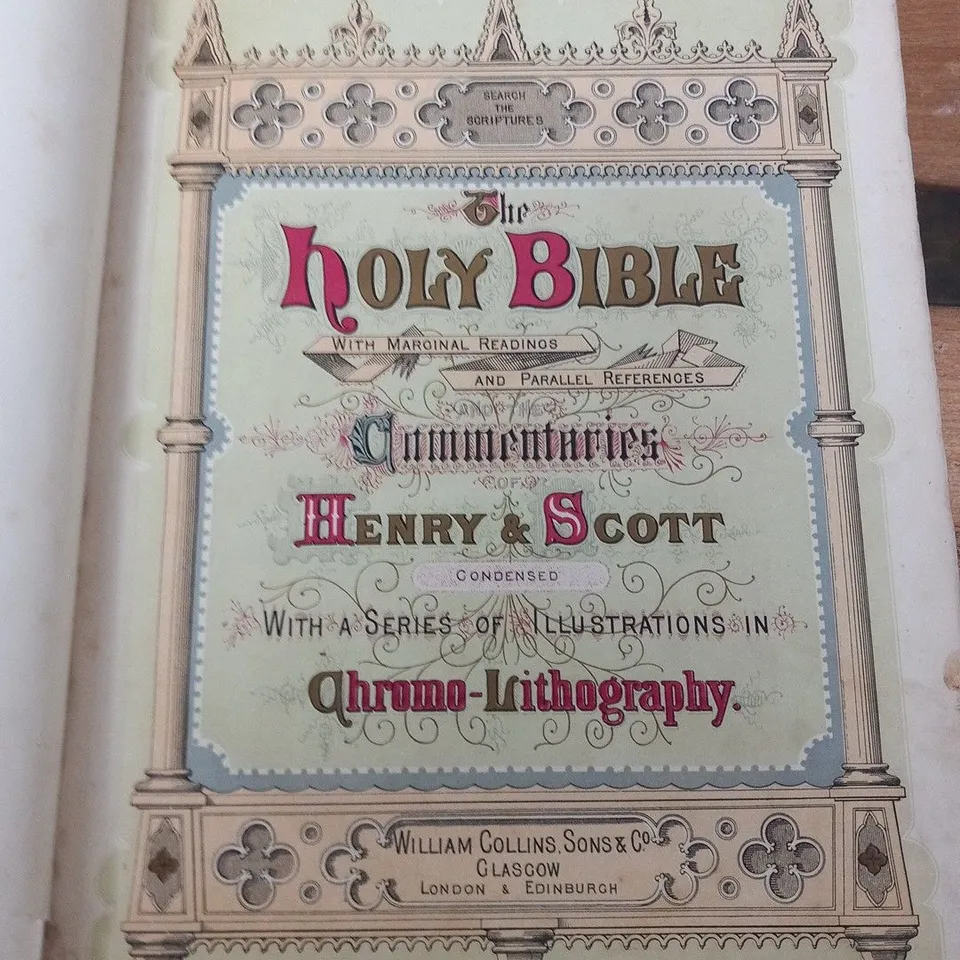 SEARCH
THE
SCRIPTURES
The
HOLY BIBLE
WITH MARGINAL READINGS
AND PARALLEL REFERENCES
AND THE
Commentaries
OF
HENRY & SCOTT
CONDENSED
WITH A SERIES OF ILLUSTRATIONS IN
Chromo-Lithography.
WILLIAM COLLINS, SONS & Co.
GLASGOW
LONDON & EDINBURGH